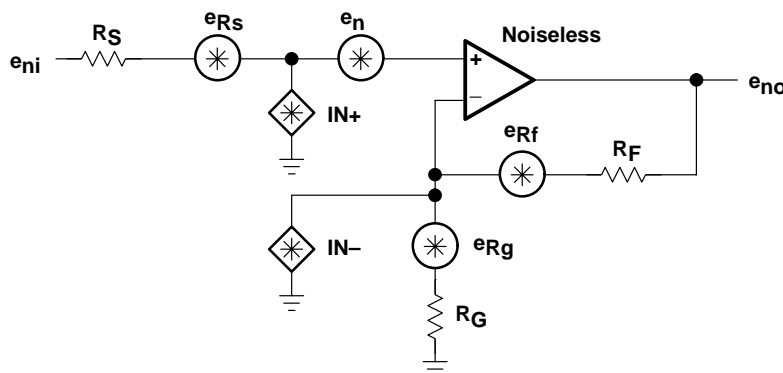 eRs
en
Noiseless
RS
eni
+
eno
IN+
–
eRf
RF
IN–
eRg
RG